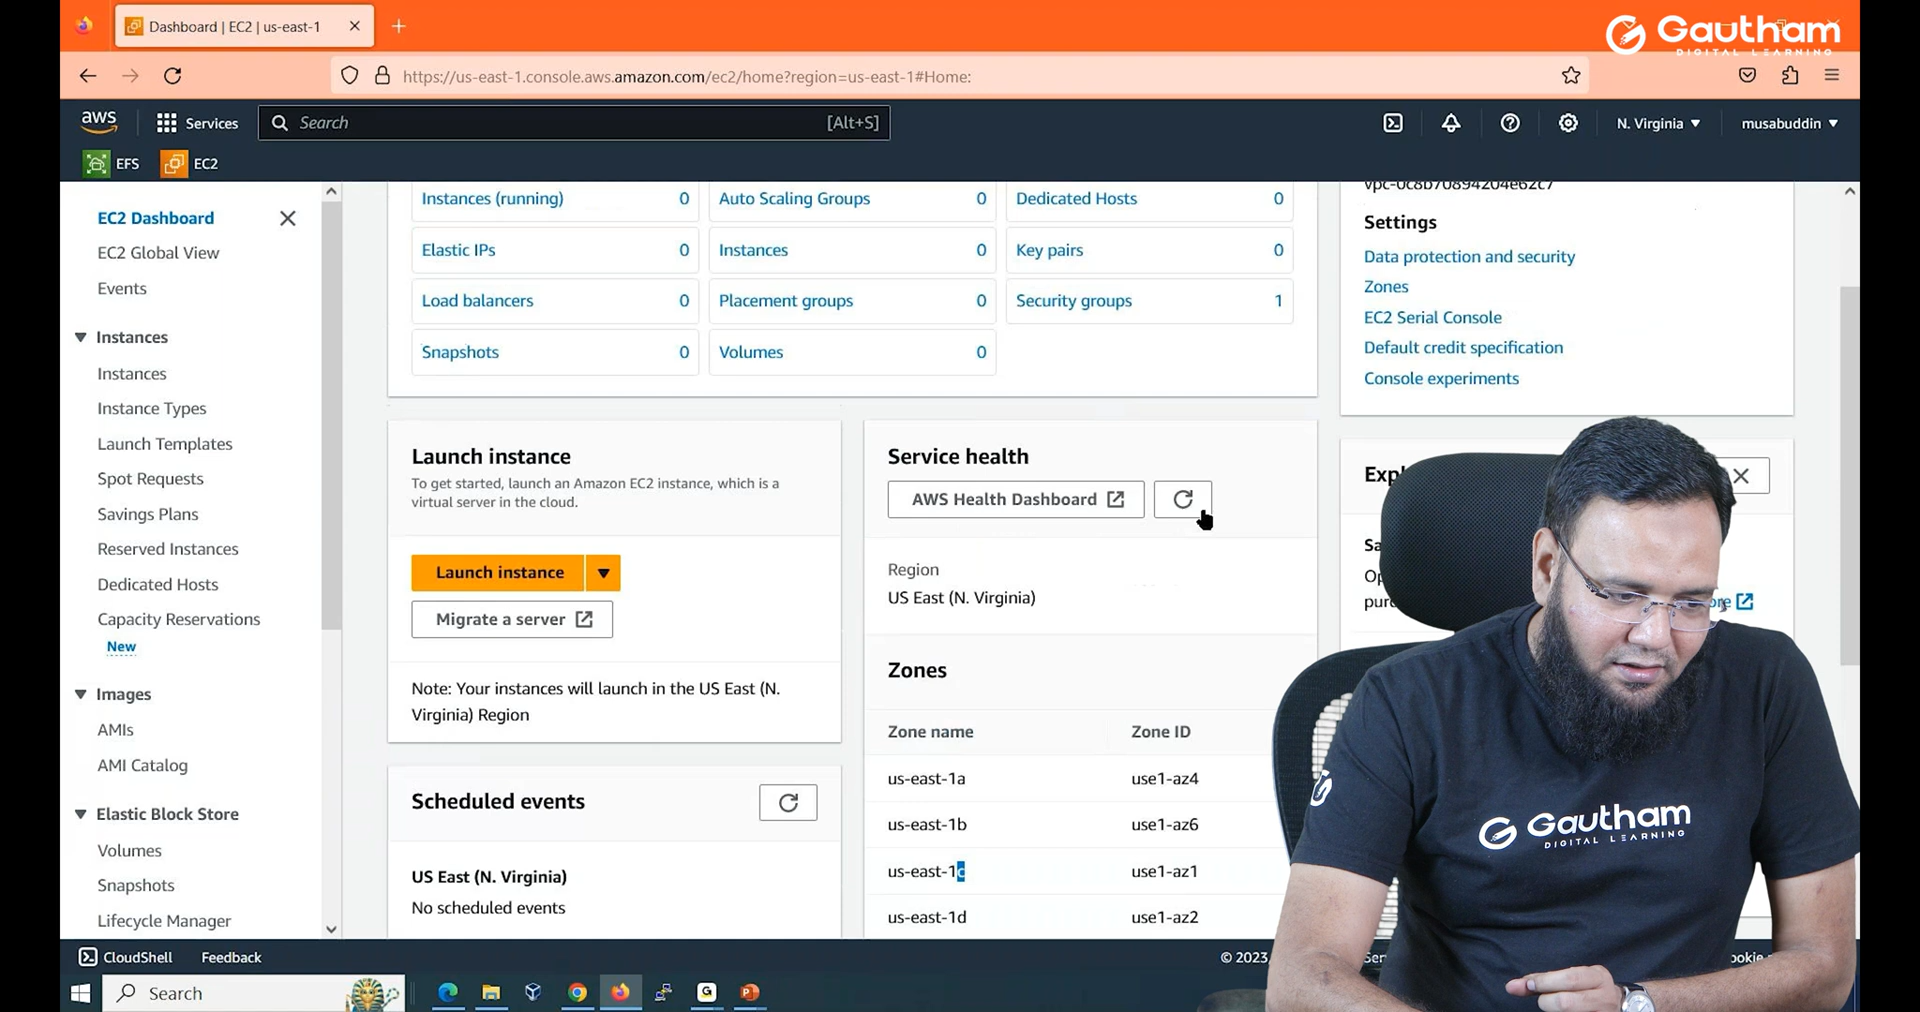 Dashboard | EC2 | us-east-1
Gautham
DIGITAL LEARNING
https://us-east-1.console.aws.amazon.com/ec2/home?region=us-east-1#Home:
aws
Services
Search
[Alt+S]
N. Virginia
musabuddin
EFS
EC2
EC2 Dashboard
EC2 Global View
Events
Instances
Instances
Instance Types
Launch Templates
Spot Requests
Savings Plans
Reserved Instances
Dedicated Hosts
Capacity Reservations
New
Images
AMIs
AMI Catalog
Elastic Block Store
Volumes
Snapshots
Lifecycle Manager
Instances (running) 0
Auto Scaling Groups 0
Dedicated Hosts 0
Elastic IPs 0
Instances 0
Key pairs 0
Load balancers 0
Placement groups 0
Security groups 1
Snapshots 0
Volumes 0
Launch instance
To get started, launch an Amazon EC2 instance, which is a
virtual server in the cloud.
Launch instance
Migrate a server
Note: Your instances will launch in the US East (N.
Virginia) Region
Scheduled events
US East (N. Virginia)
No scheduled events
Service health
AWS Health Dashboard
Region
US East (N. Virginia)
Zones
Zone name Zone ID
us-east-1a use1-az4
us-east-1b use1-az6
us-east-1c use1-az1
us-east-1d use1-az2
Settings
Data protection and security
Zones
EC2 Serial Console
Default credit specification
Console experiments
Gautham
DIGITAL LEARNING
CloudShell
Feedback
© 2023
Search